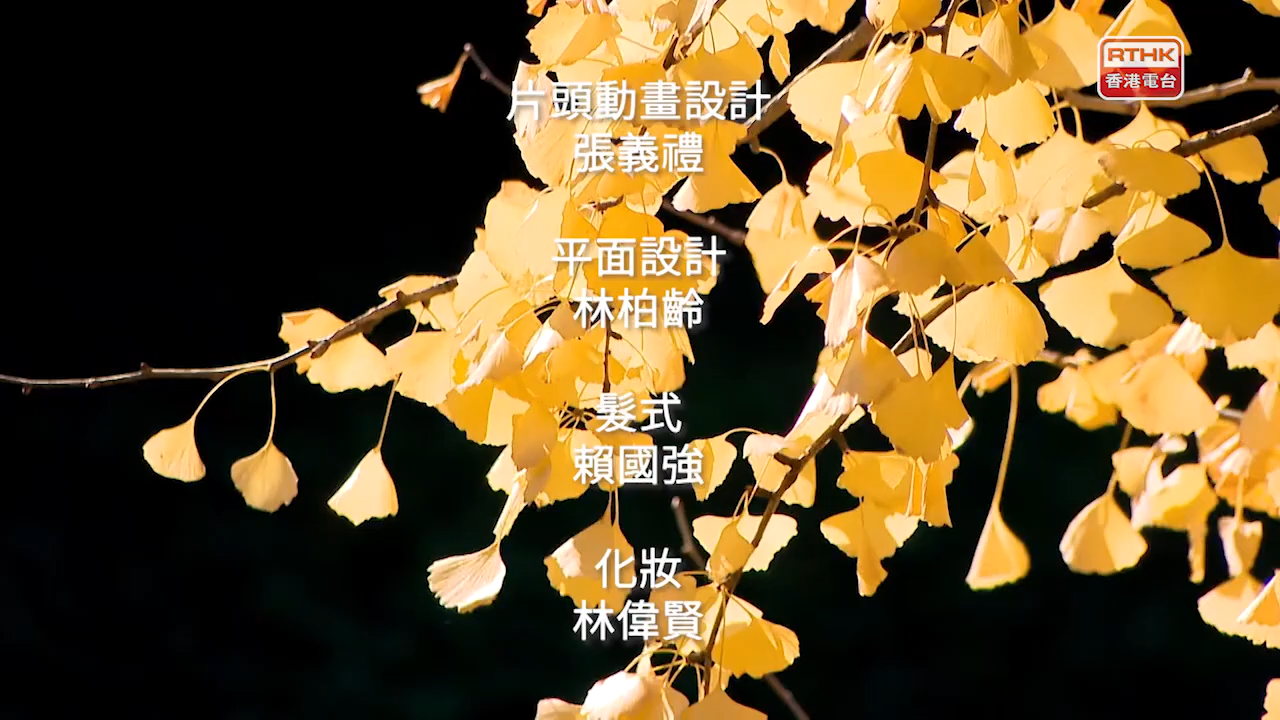 RTHK
香港電台
片頭動畫設計
張義禮
平面設計
林柏齡
髮式
賴國強
化妝
林偉賢